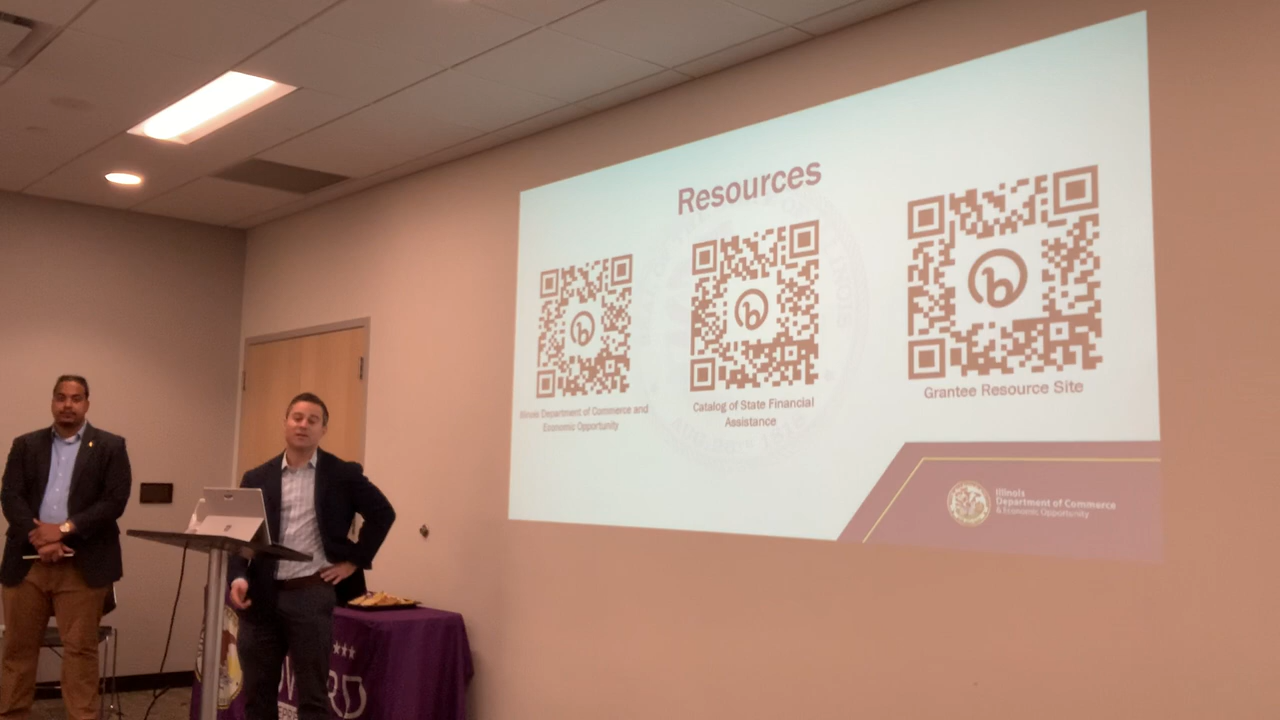 Resources
Illinois Department of Commerce and
Economic Opportunity
Catalog of State Financial
Assistance
Grantee Resource Site
Illinois
Department of Commerce
& Economic Opportunity